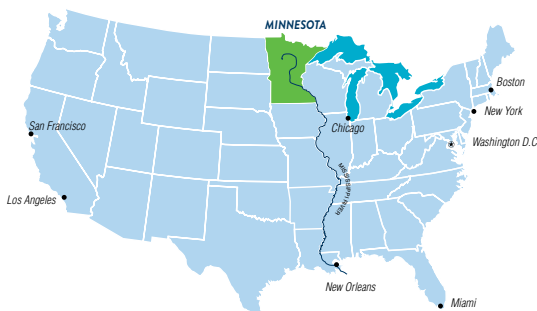 MINNESOTA
Boston
New York
San Francisco
Chicago
Washington D.C
MISSISSIPPI RIVER
Los Angeles
New Orleans
Miami